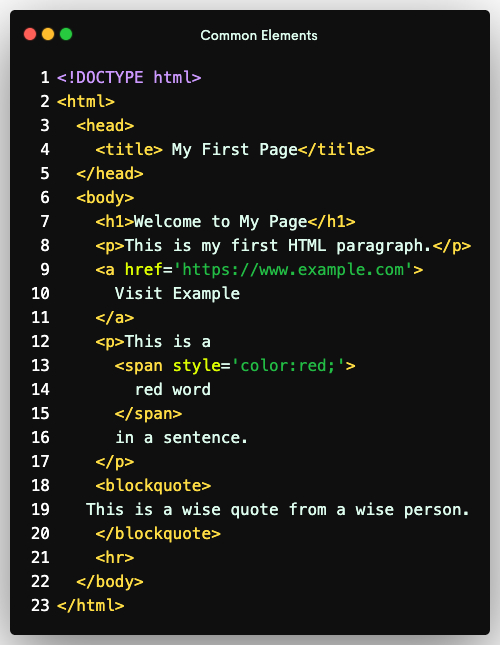 Common Elements
1 <!DOCTYPE html>
2 <html>
3   <head>
4     <title> My First Page</title>
5   </head>
6   <body>
7     <h1>Welcome to My Page</h1>
8     <p>This is my first HTML paragraph.</p>
9     <a href='https://www.example.com'>
10       Visit Example
11     </a>
12     <p>This is a
13       <span style='color:red;'>
14         red word
15       </span>
16       in a sentence.
17     </p>
18     <blockquote>
19    This is a wise quote from a wise person.
20     </blockquote>
21     <hr>
22   </body>
23 </html>